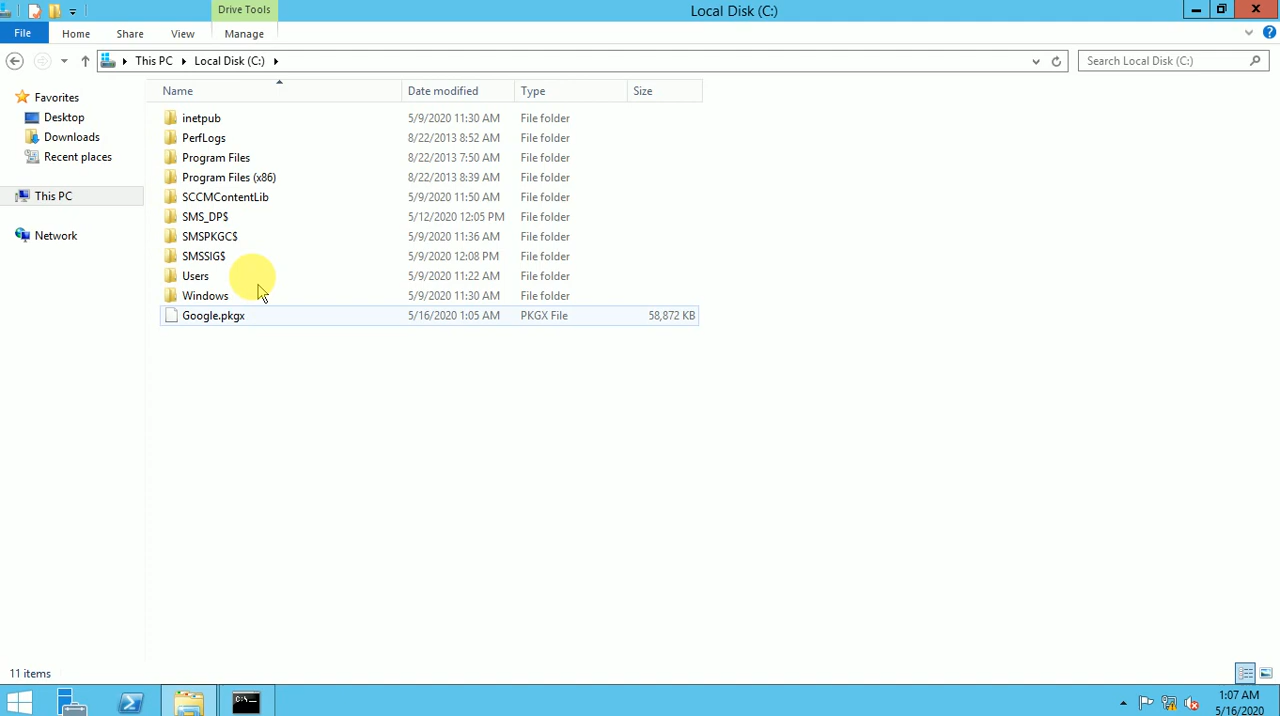 Drive Tools
Local Disk (C:)
File Home Share View Manage
This PC Local Disk (C:)
Search Local Disk (C:)
Favorites
Desktop
Downloads
Recent places
This PC
Network
Name Date modified Type Size
inetpub 5/9/2020 11:30 AM File folder
PerfLogs 8/22/2013 8:52 AM File folder
Program Files 8/22/2013 7:50 AM File folder
Program Files (x86) 8/22/2013 8:39 AM File folder
SCCMContentLib 5/9/2020 11:50 AM File folder
SMS_DP$ 5/12/2020 12:05 PM File folder
SMSPKGC$ 5/9/2020 11:36 AM File folder
SMSSIG$ 5/9/2020 12:08 PM File folder
Users 5/9/2020 11:22 AM File folder
Windows 5/9/2020 11:30 AM File folder
Google.pkgx 5/16/2020 1:05 AM PKGX File 58,872 KB
11 items
1:07 AM
5/16/2020